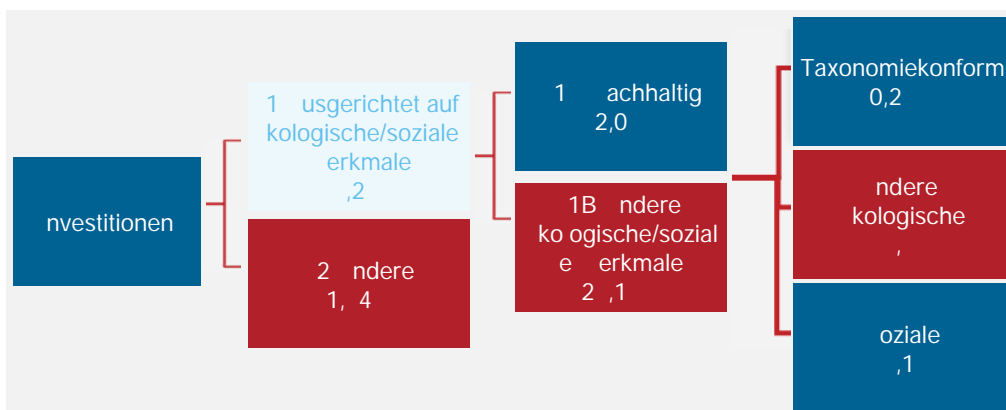 nvestitionen
1 usgerichtet auf
kologische/soziale
erkmale
,2
2 ndere
1, 4
1 achhaltig
2,0
1B ndere
ko ogische/sozial
e erkmale
2 ,1
Taxonomiekonform
0,2
ndere
kologische
,
oziale
,1